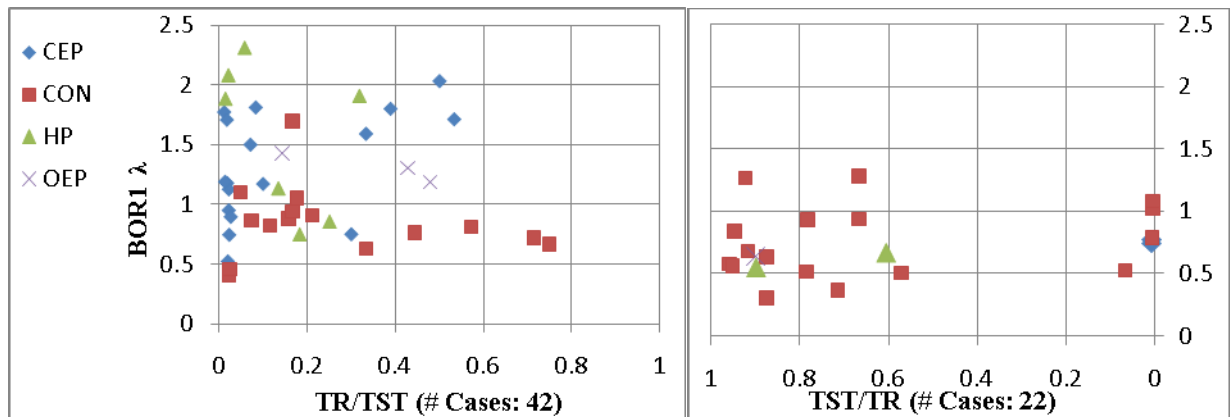 CEP
CON
HP
OEP
BOR1 λ
2.5
2
1.5
1
0.5
0
0 0.2 0.4 0.6 0.8 1
TR/TST (# Cases: 42)
2.5
2
1.5
1
0.5
0
1 0.8 0.6 0.4 0.2 0
TST/TR (# Cases: 22)